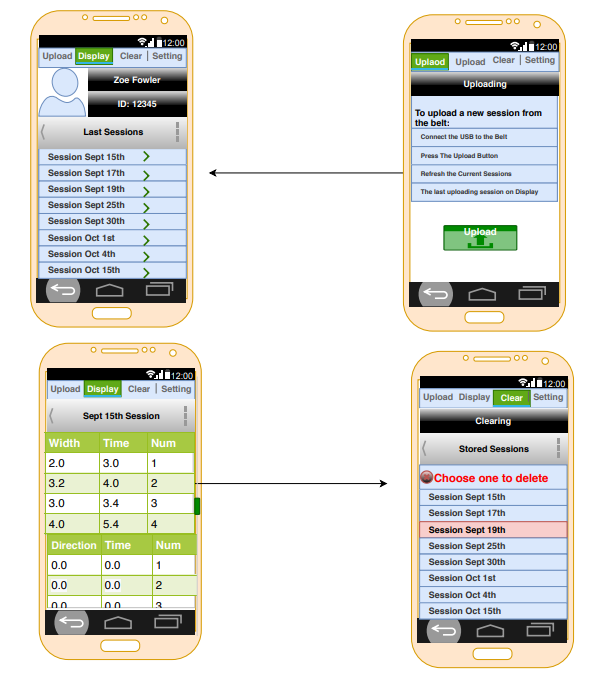 12:00
Upload Display Clear | Setting
Zoe Fowler
ID: 12345
Last Sessions
Session Sept 15th
Session Sept 17th
Session Sept 19th
Session Sept 25th
Session Sept 30th
Session Oct 1st
Session Oct 4th
Session Oct 15th
12:00
Uplaod Upload Clear | Setting
Uploading
To upload a new session from
the belt:
Connect the USB to the Belt
Press The Upload Button
Refresh the Current Sessions
The last uploading session on Display
Upload
12:00
Upload Display Clear | Setting
Sept 15th Session
Width Time Num
2.0 3.0 1
3.2 4.0 2
3.0 3.4 3
4.0 5.4 4
Direction Time Num
0.0 0.0 1
0.0 0.0 2
0.0 0.0 3
12:00
Upload Display Clear Setting
Clearing
Stored Sessions
Choose one to delete
Session Sept 15th
Session Sept 17th
Session Sept 19th
Session Sept 25th
Session Sept 30th
Session Oct 1st
Session Oct 4th
Session Oct 15th